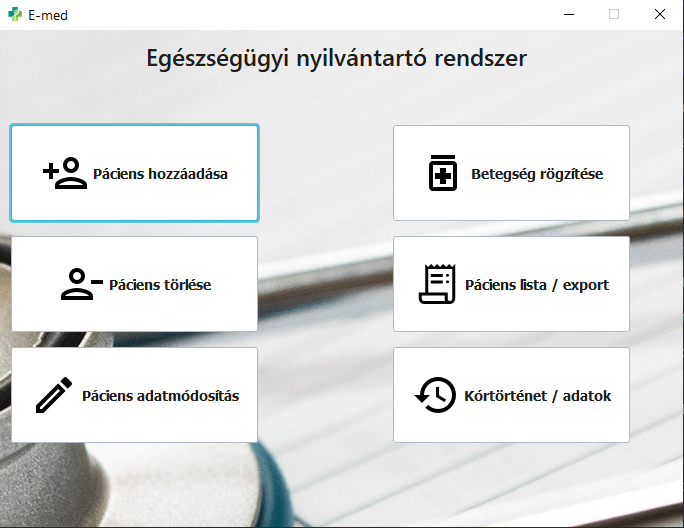 E-med
Egészségügyi nyilvántartó rendszer
Páciens hozzáadása
Betegség rögzítése
Páciens törlése
Páciens lista / export
Páciens adatmódosítás
Kórtörténet / adatok